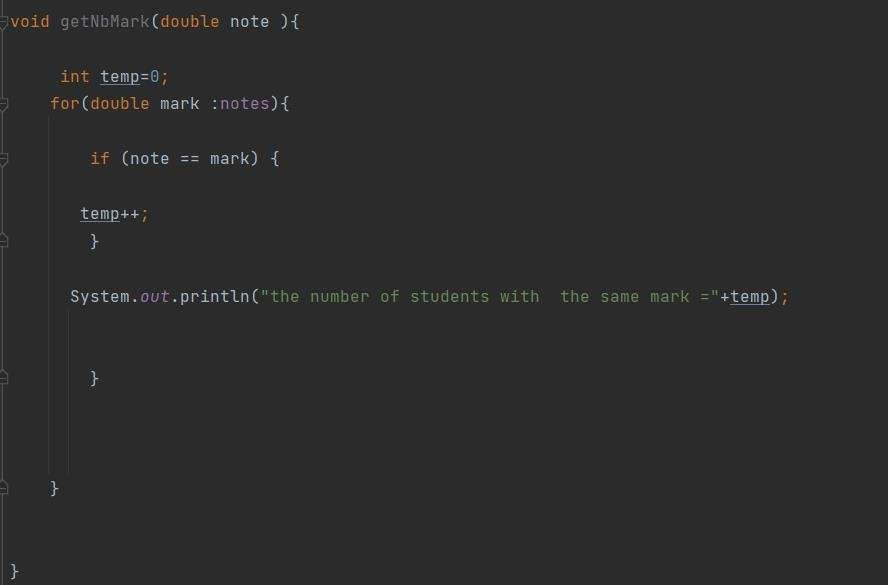 void getNbMark(double note ){
int temp=0;
for(double mark :notes){
if (note == mark) {
temp++;
}
System.out.println("the number of students with  the same mark ="+temp);
}
}
}